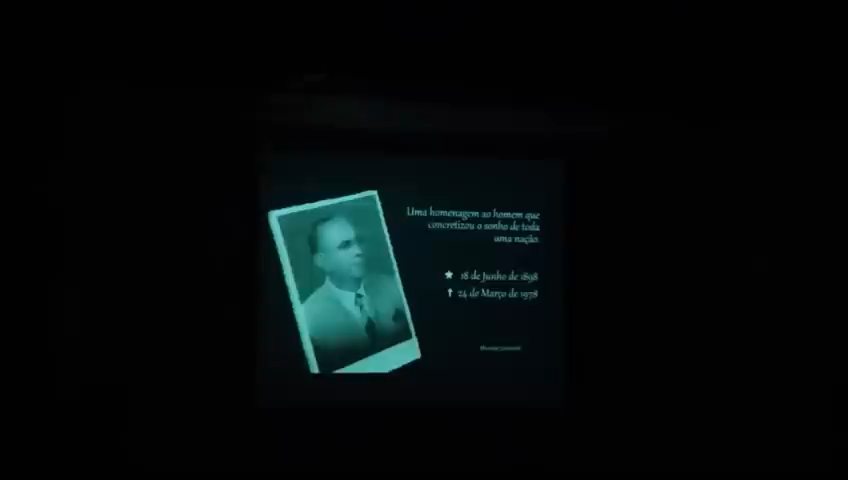 Uma homenagem ao homem que
concretizou o sonho de toda
uma nação.
★ 18 de Junho de 1898
✝ 24 de Março de 1978